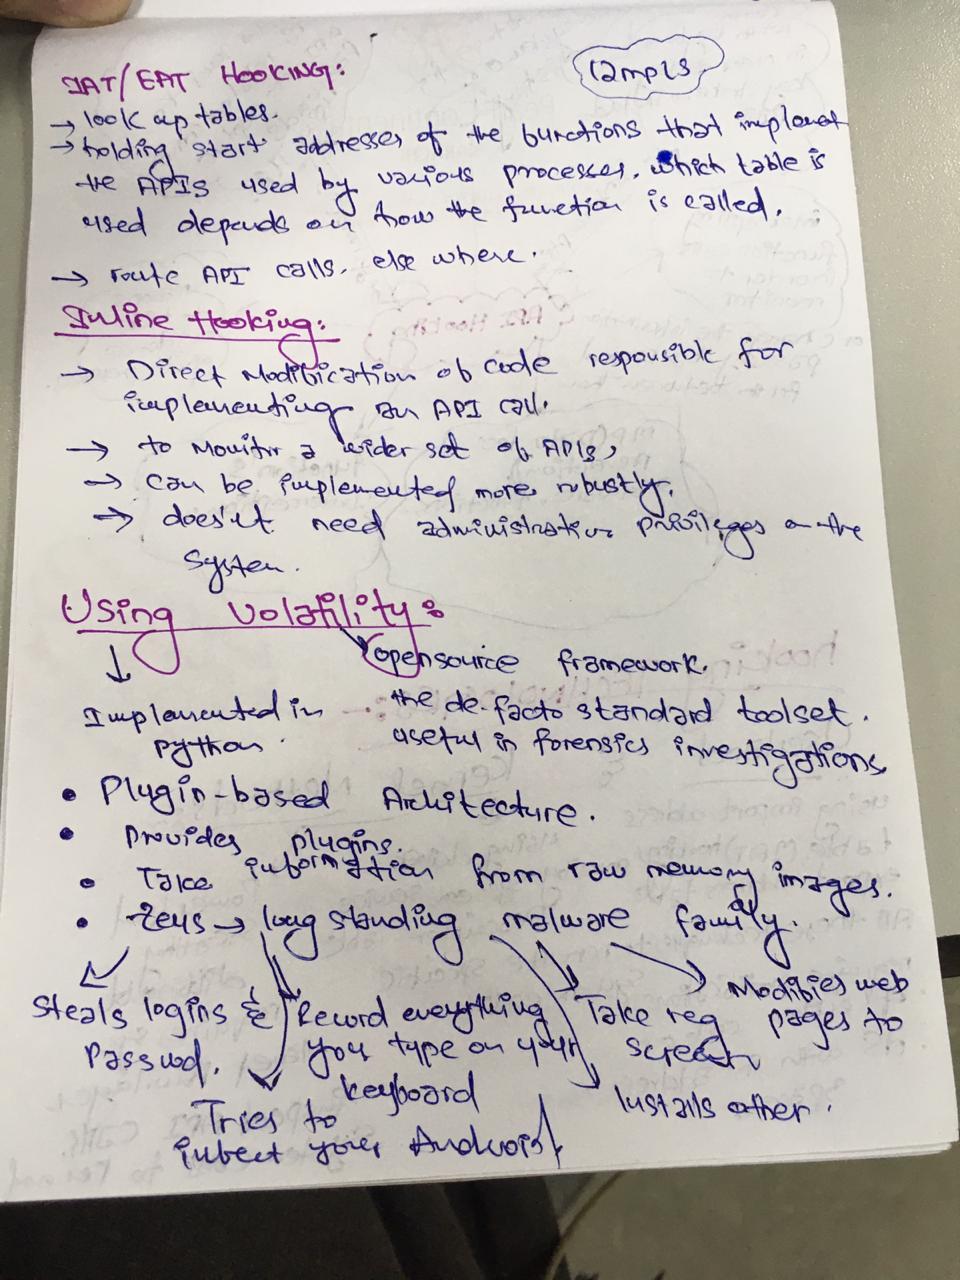 IAT/EAT HOOKING:
(2mpls
→ look up tables.
→ holding start addresses of the functions that implement
the APIs used by various processes. which table is
used depends on how the function is called.
→ route API calls. else where.
Inline Hooking:
→ Direct Modification of code responsible for
implementing an API call.
→ to Monitor a wider set of APIs,
→ can be implemented more robustly.
→ does'nt need administrative privileges on the
system.
Using Volatility:
opensource framework.
Implemented in
python.
the de-facto standard toolset.
useful in forensics investigations
• Plugin-based Architecture.
• Provides plugins.
• Take information from raw memory images.
• Zeus → long standing malware family.
Steals logins &
Passwd.
Record everything
you type on your
keyboard
Take reg
screen
Modifies web
pages to
Tries to
infect your Android
Installs other.